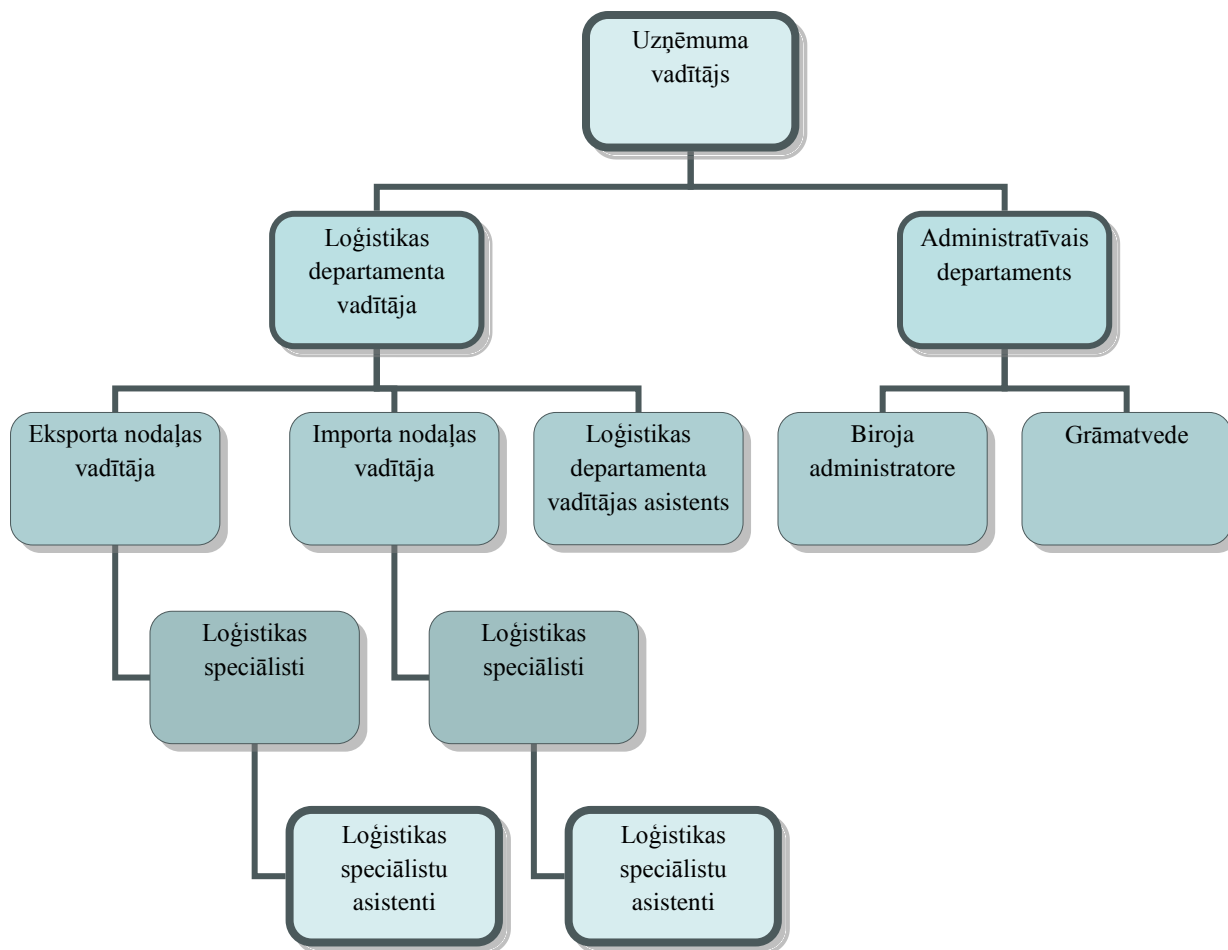 Uzņēmuma
vadītājs
Loģistikas
departamenta
vadītāja
Administratīvais
departaments
Eksporta nodaļas
vadītāja
Importa nodaļas
vadītāja
Loģistikas
departamenta
vadītājas asistents
Biroja
administratore
Grāmatvede
Loģistikas
speciālisti
Loģistikas
speciālisti
Loģistikas
speciālistu
asistenti
Loģistikas
speciālistu
asistenti